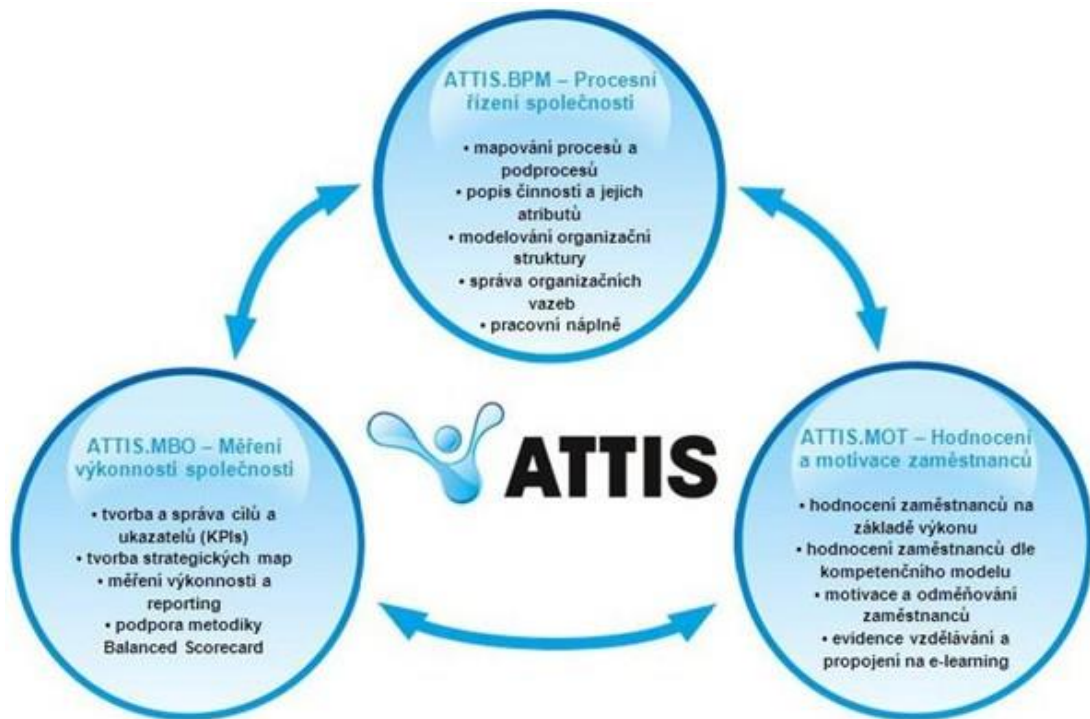 ATTIS.BPM – Procesní
řízení společnosti
• mapování procesů a
podprocesů
• popis činností a jejich
atributů
• modelování organizační
struktury
• správa organizačních
vazeb
• pracovní náplně
ATTIS.MBO – Měření
výkonnosti společnosti
• tvorba a správa cílů a
ukazatelů (KPIs)
• tvorba strategických map
• měření výkonnosti a
reporting
• podpora metodiky
Balanced Scorecard
ATTIS
ATTIS.MOT – Hodnocení
a motivace zaměstnanců
• hodnocení zaměstnanců na
základě výkonu
• hodnocení zaměstnanců dle
kompetenčního modelu
• motivace a odměňování
zaměstnanců
• evidence vzdělávání a
propojení na e-learning